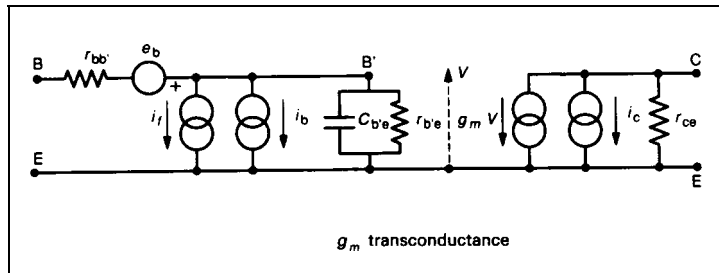 B
r_bb'
e_b
+
B'
V
C
i_f
i_b
C_b'e
r_b'e
g_m V
i_c
r_ce
E
E
g_m transconductance